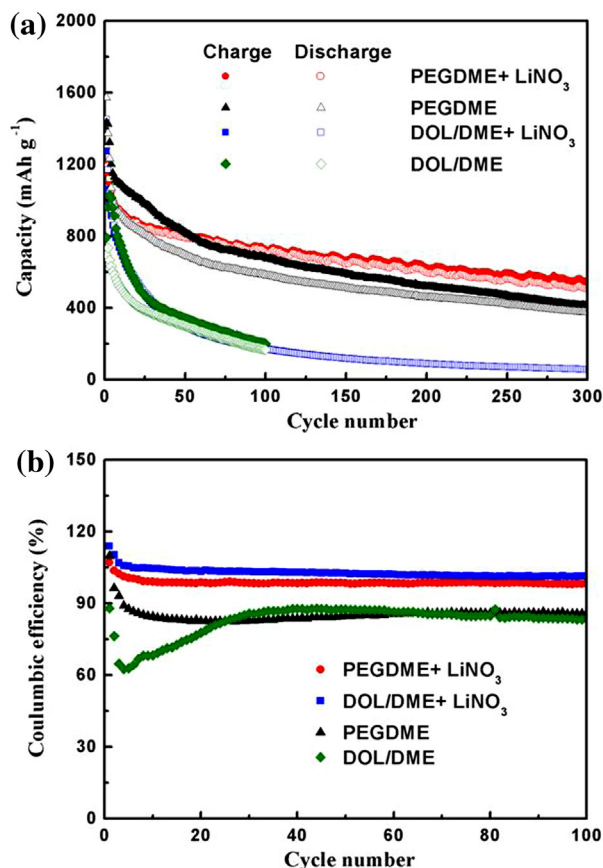 (a)
2000
1600
1200
800
400
0
Capacity (mAh g⁻¹)
Charge Discharge
PEGDME+ LiNO₃
PEGDME
DOL/DME+ LiNO₃
DOL/DME
0 50 100 150 200 250 300
Cycle number
(b)
150
120
90
60
30
0
Coulumbic efficiency (%)
PEGDME+ LiNO₃
DOL/DME+ LiNO₃
PEGDME
DOL/DME
0 20 40 60 80 100
Cycle number